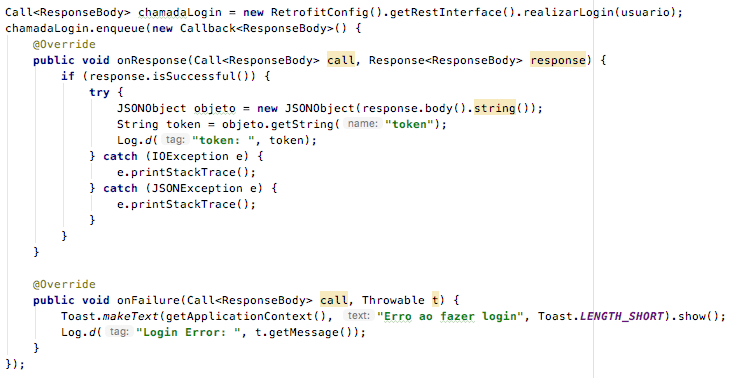 Call<ResponseBody> chamadaLogin = new RetrofitConfig().getRestInterface().realizarLogin(usuario);
chamadaLogin.enqueue(new Callback<ResponseBody>() {
    @Override
    public void onResponse(Call<ResponseBody> call, Response<ResponseBody> response) {
        if (response.isSuccessful()) {
            try {
                JSONObject objeto = new JSONObject(response.body().string());
                String token = objeto.getString( name: "token");
                Log.d( tag: "token: ", token);
            } catch (IOException e) {
                e.printStackTrace();
            } catch (JSONException e) {
                e.printStackTrace();
            }
        }
    }
    @Override
    public void onFailure(Call<ResponseBody> call, Throwable t) {
        Toast.makeText(getApplicationContext(), text: "Erro ao fazer login", Toast.LENGTH_SHORT).show();
        Log.d( tag: "Login Error: ", t.getMessage());
    }
});